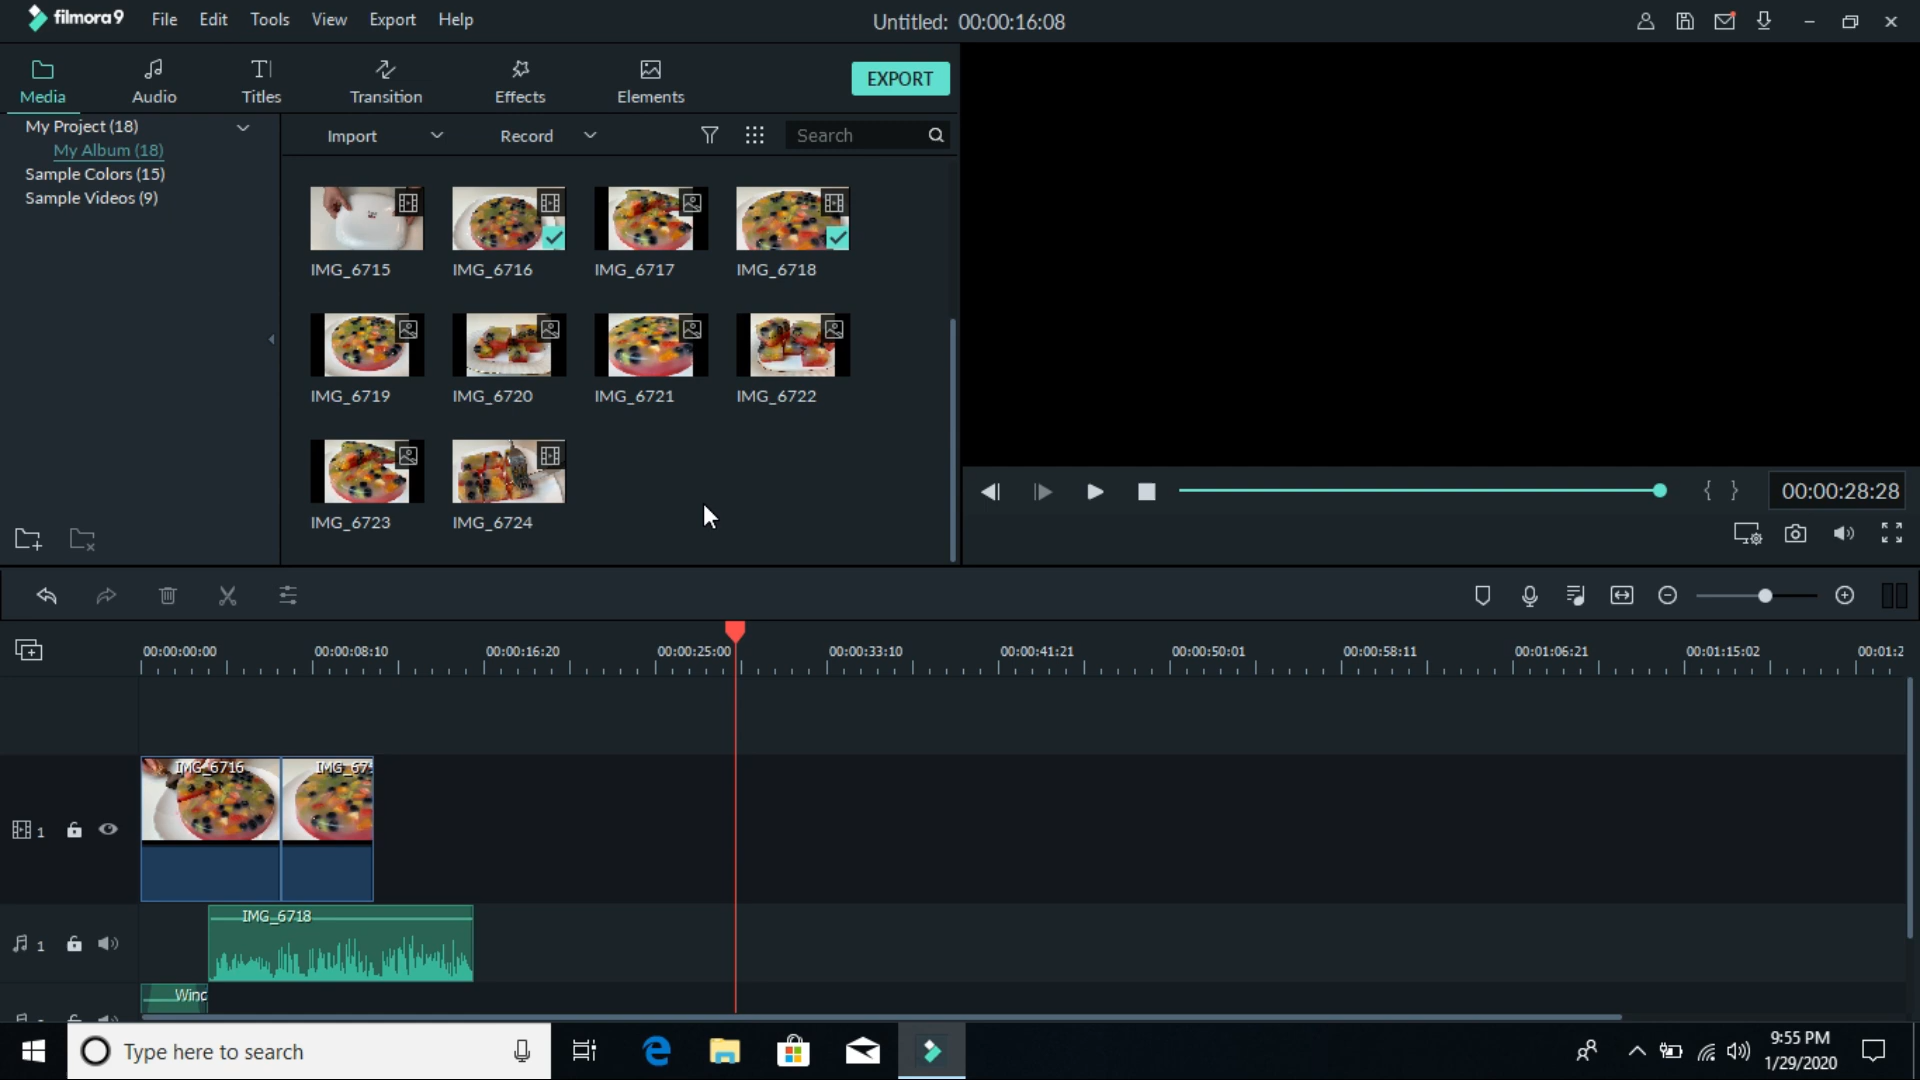 filmora9 File Edit Tools View Export Help Untitled: 00:00:16:08
Media Audio Titles Transition Effects Elements EXPORT
My Project (18)
My Album (18)
Sample Colors (15)
Sample Videos (9)
Import Record Search
IMG_6715 IMG_6716 IMG_6717 IMG_6718
IMG_6719 IMG_6720 IMG_6721 IMG_6722
IMG_6723 IMG_6724
00:00:28:28
00:00:00:00 00:00:08:10 00:00:16:20 00:00:25:00 00:00:33:10 00:00:41:21 00:00:50:01 00:00:58:11 00:01:06:21 00:01:15:02 00:01:2
IMG_6716 IMG_67
1
IMG_6718
1
Winc
Type here to search
9:55 PM
1/29/2020